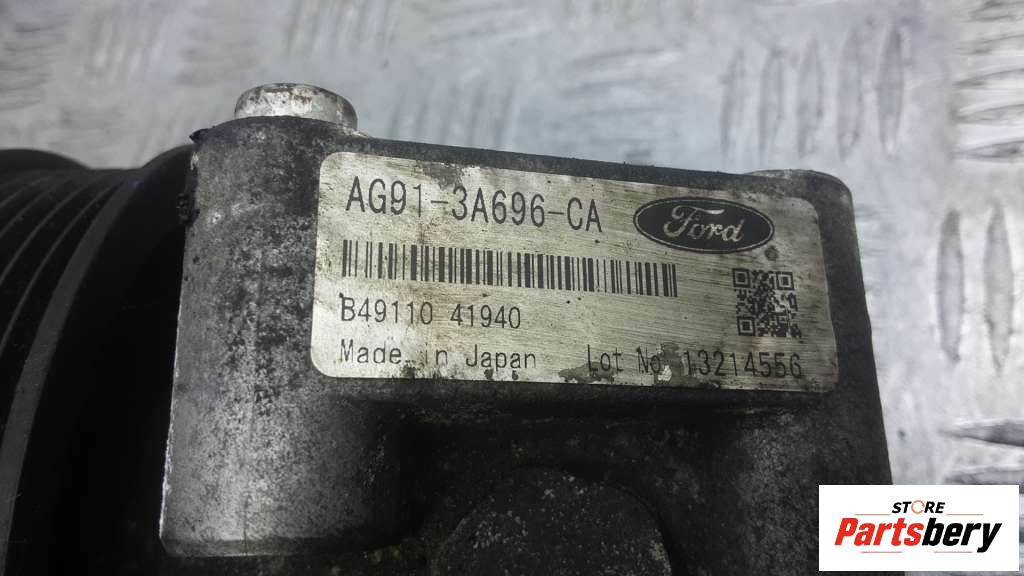 AG91-3A696-CA
Ford
B49110 41940
Made in Japan Lot No. 13214556
STORE
Partsbery